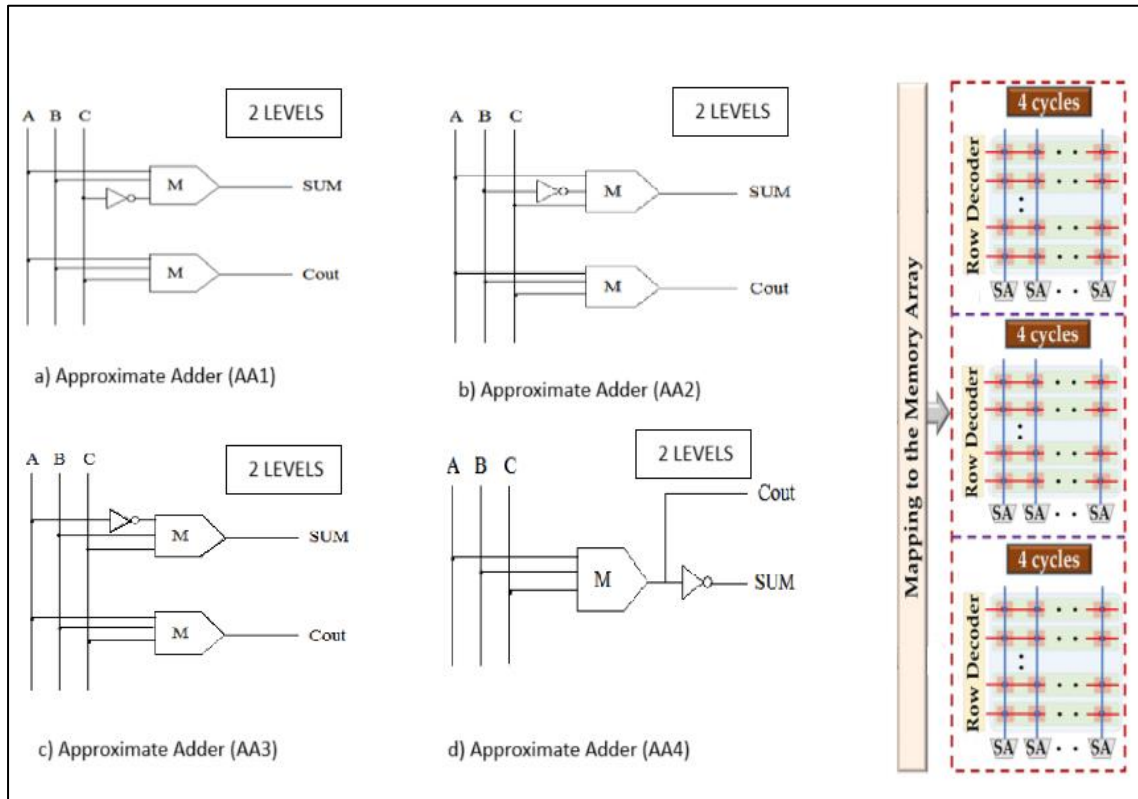 A B C
2 LEVELS
M
SUM
M
Cout
a) Approximate Adder (AA1)
A B C
2 LEVELS
M
SUM
M
Cout
b) Approximate Adder (AA2)
A B C
2 LEVELS
M
SUM
M
Cout
c) Approximate Adder (AA3)
A B C
2 LEVELS
Cout
M
SUM
d) Approximate Adder (AA4)
Mapping to the Memory Array
4 cycles
Row Decoder
SA SA . . SA
4 cycles
Row Decoder
SA SA . . SA
4 cycles
Row Decoder
SA SA . . SA